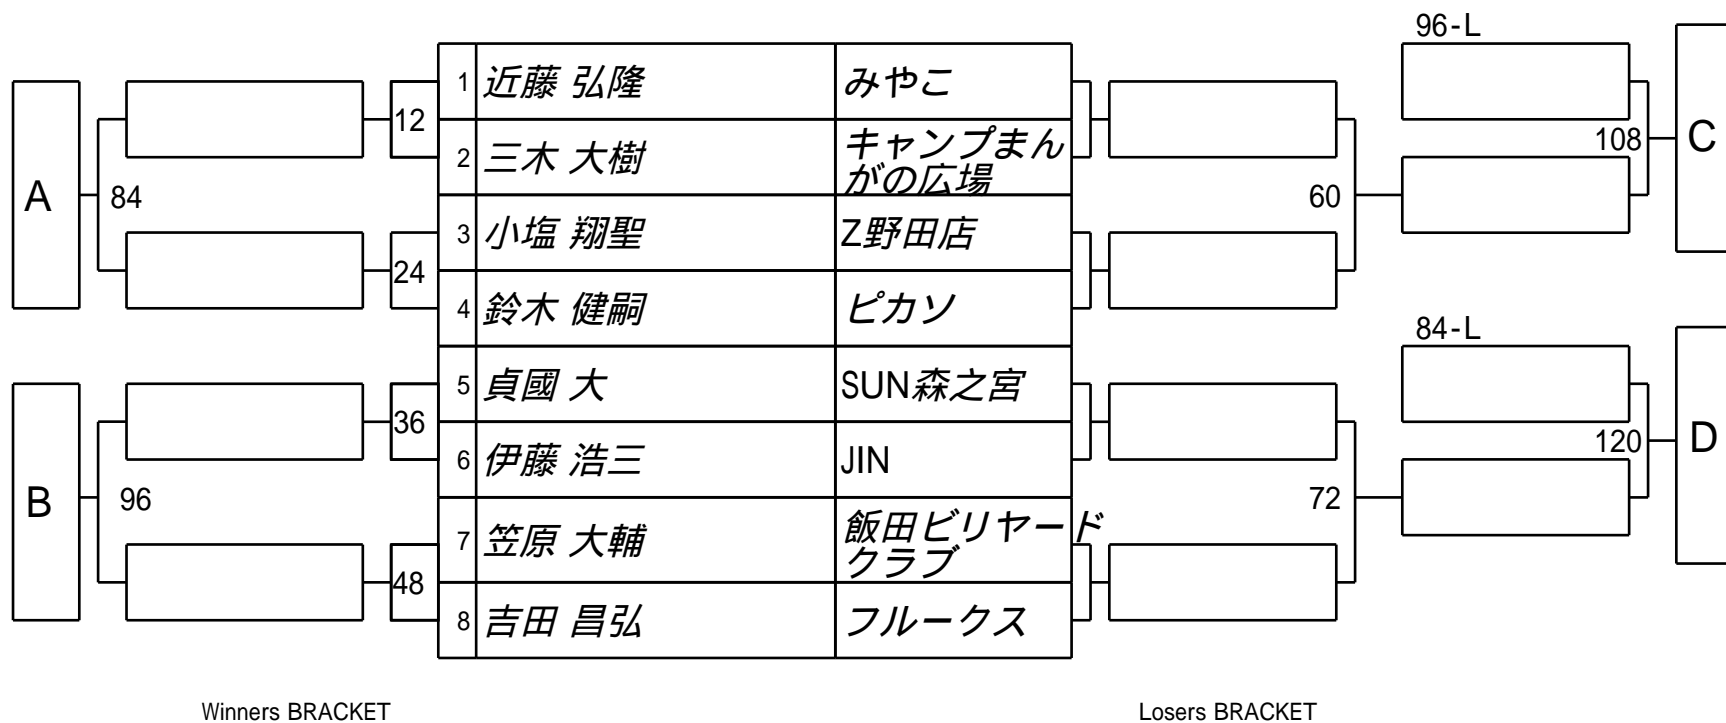 96-L
1 近藤 弘隆 みやこ
12
108
C
2 三木 大樹 キャンプまん
がの広場
A
84
60
3 小塩 翔聖 Z野田店
24
4 鈴木 健嗣 ピカソ
84-L
5 貞國 大 SUN森之宮
36
120
D
6 伊藤 浩三 JIN
B
96
72
7 笠原 大輔 飯田ビリヤード
クラブ
48
8 吉田 昌弘 フルークス
Winners BRACKET
Losers BRACKET